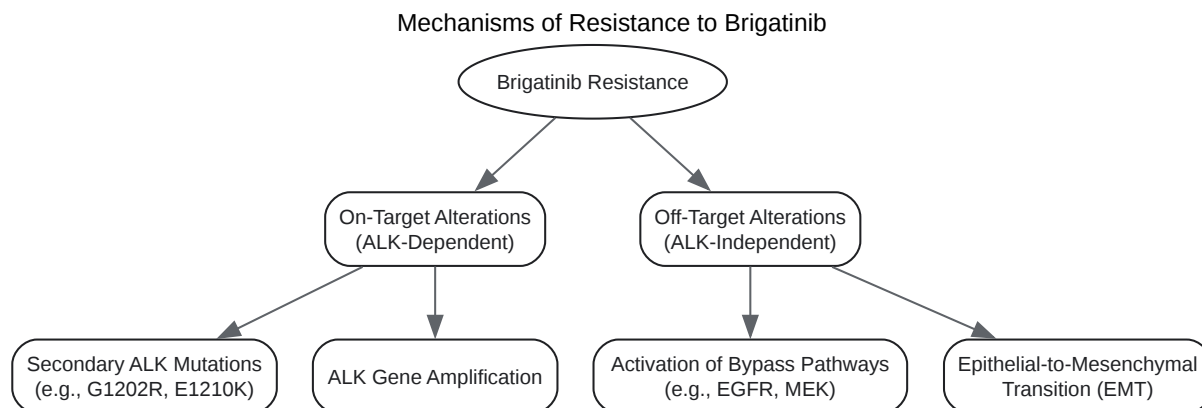 Mechanisms of Resistance to Brigatinib
Brigatinib Resistance
On-Target Alterations
(ALK-Dependent)
Off-Target Alterations
(ALK-Independent)
Secondary ALK Mutations
(e.g., G1202R, E1210K)
ALK Gene Amplification
Activation of Bypass Pathways
(e.g., EGFR, MEK)
Epithelial-to-Mesenchymal
Transition (EMT)